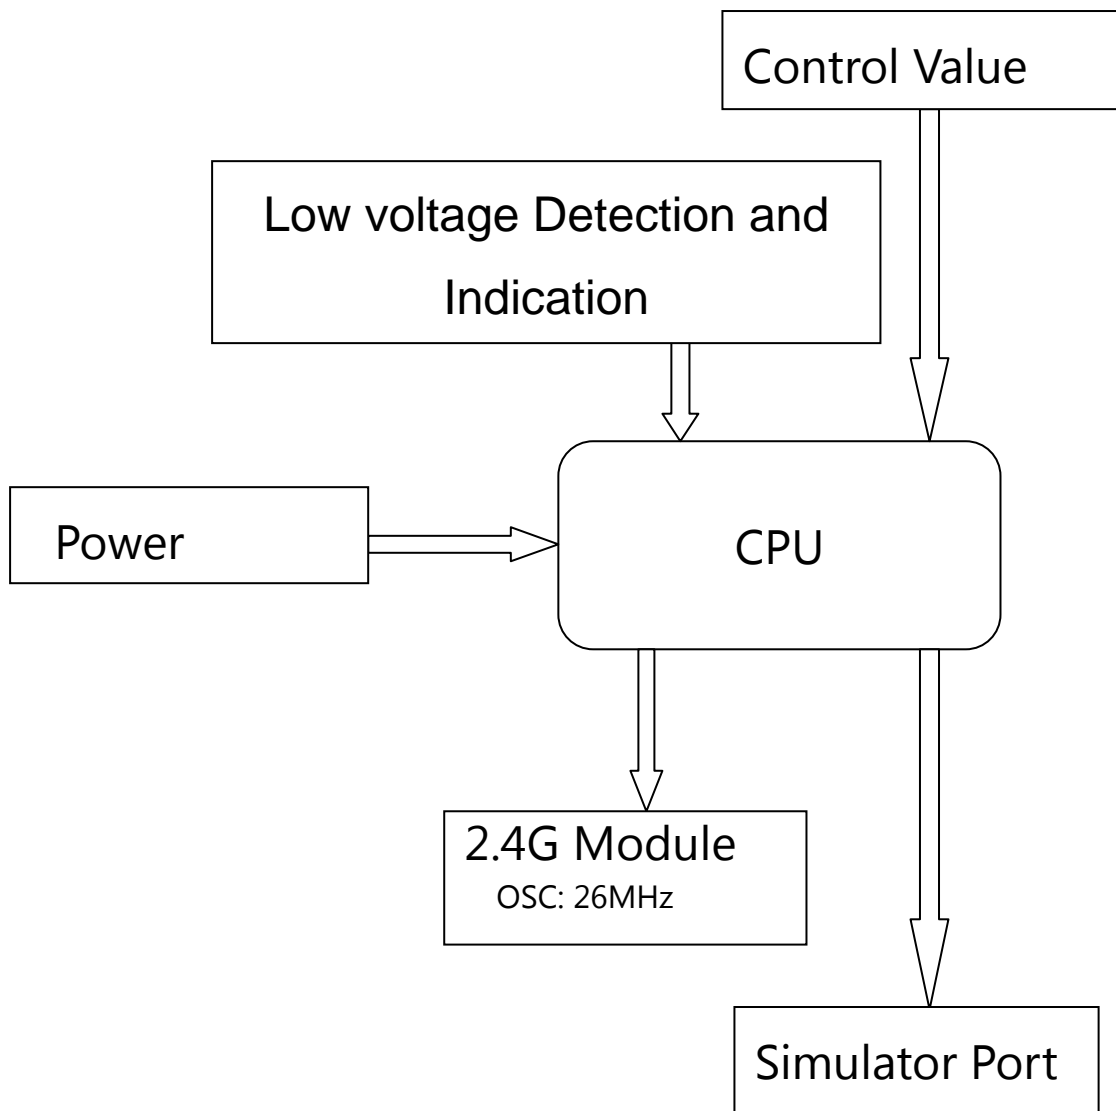 Control Value
Low voltage Detection and
Indication
Power
CPU
2.4G Module
OSC: 26MHz
Simulator Port